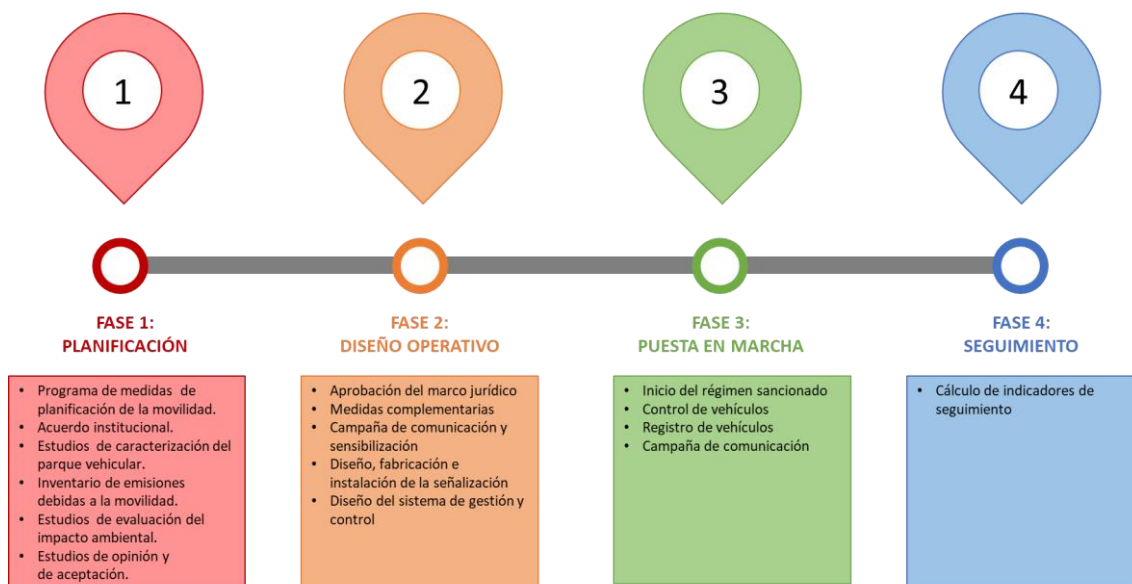 1
2
3
4
FASE 1:
PLANIFICACIÓN
FASE 2:
DISEÑO OPERATIVO
FASE 3:
PUESTA EN MARCHA
FASE 4:
SEGUIMIENTO
• Programa de medidas de
planificación de la movilidad.
• Acuerdo institucional.
• Estudios de caracterización del
parque vehicular.
• Inventario de emisiones
debidas a la movilidad.
• Estudios de evaluación del
impacto ambiental.
• Estudios de opinión y
de aceptación.
• Aprobación del marco jurídico
• Medidas complementarias
• Campaña de comunicación y
sensibilización
• Diseño, fabricación e
instalación de la señalización
• Diseño del sistema de gestión y
control
• Inicio del régimen sancionado
• Control de vehículos
• Registro de vehículos
• Campaña de comunicación
• Cálculo de indicadores de
seguimiento